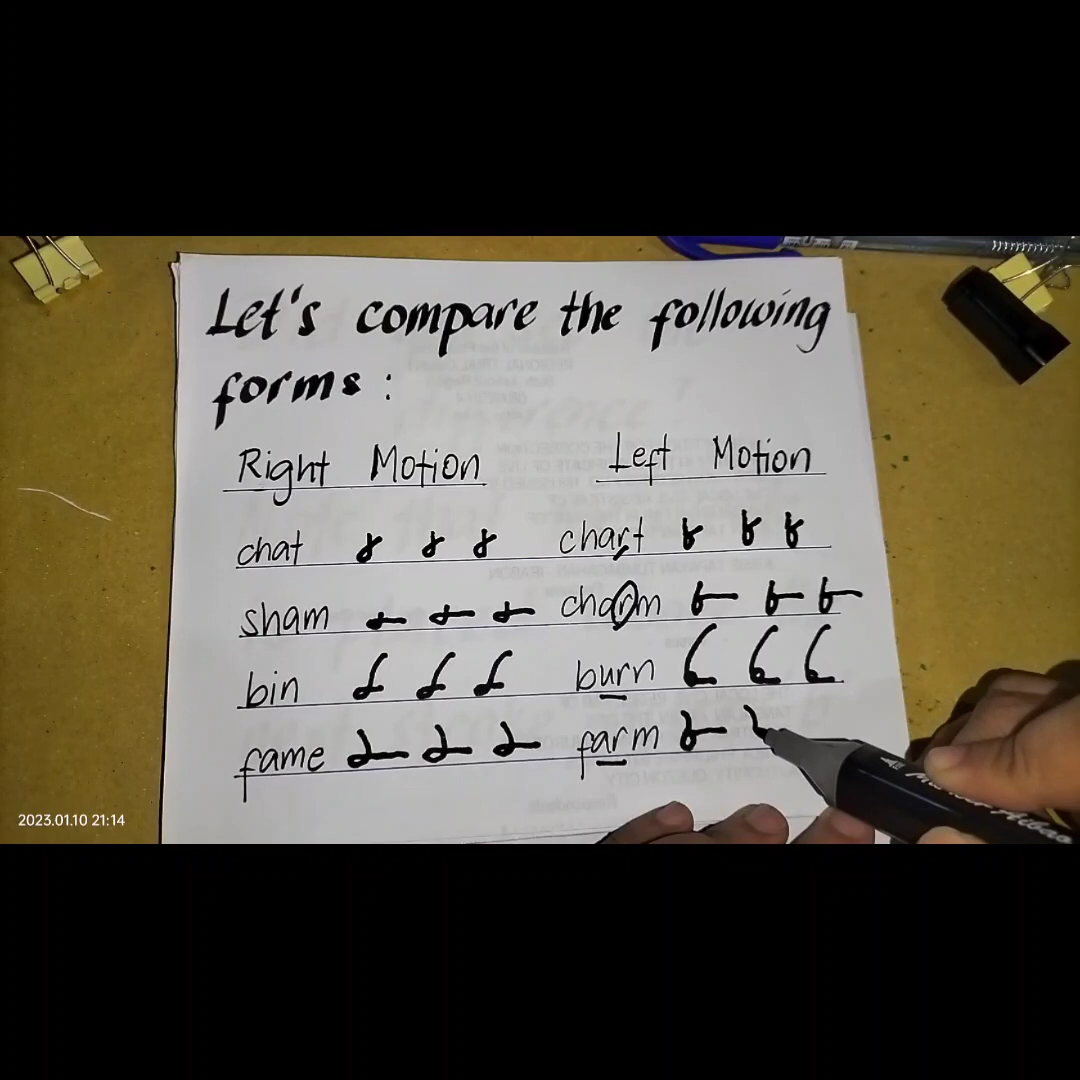 Let's compare the following
forms :
Right Motion Left Motion
chat chart
sham charm
bin burn
fame farm
2023.01.10 21:14